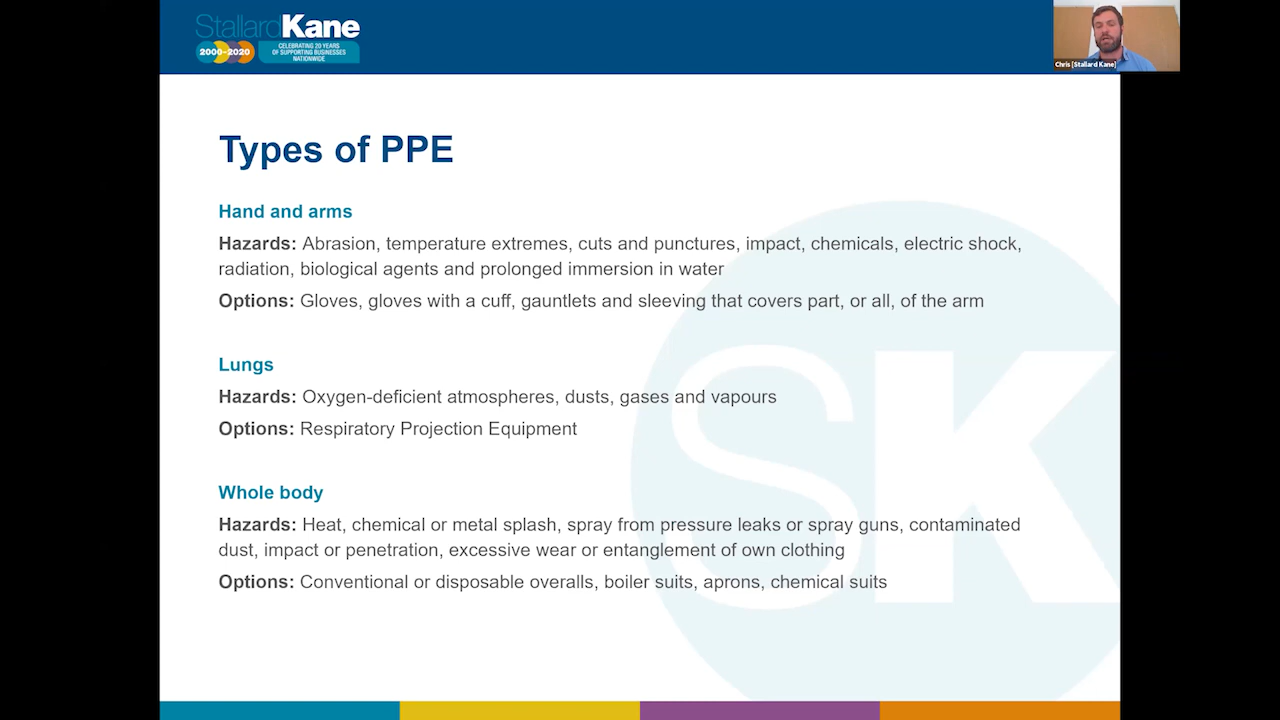 StallardKane
2000-2020
CELEBRATING 20 YEARS
OF SUPPORTING BUSINESSES
NATIONWIDE
Chris [Stallard Kane]
Types of PPE
Hand and arms
Hazards: Abrasion, temperature extremes, cuts and punctures, impact, chemicals, electric shock,
radiation, biological agents and prolonged immersion in water
Options: Gloves, gloves with a cuff, gauntlets and sleeving that covers part, or all, of the arm
Lungs
Hazards: Oxygen-deficient atmospheres, dusts, gases and vapours
Options: Respiratory Projection Equipment
Whole body
Hazards: Heat, chemical or metal splash, spray from pressure leaks or spray guns, contaminated
dust, impact or penetration, excessive wear or entanglement of own clothing
Options: Conventional or disposable overalls, boiler suits, aprons, chemical suits
SK